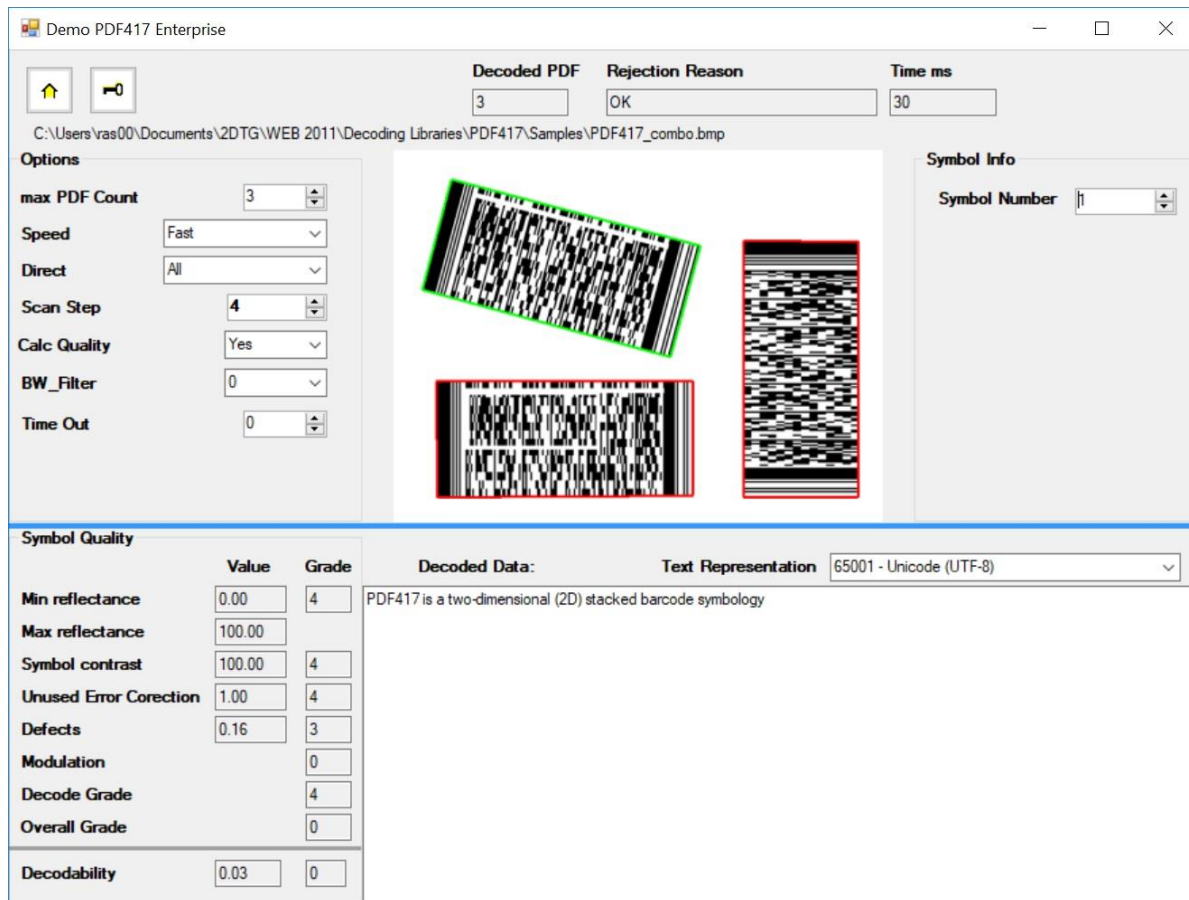 Demo PDF417 Enterprise
Decoded PDF Rejection Reason Time ms
3 OK 30
C:\Users\ras00\Documents\2DTG\WEB 2011\Decoding Libraries\PDF417\Samples\PDF417_combo.bmp
Options
max PDF Count 3
Speed Fast
Direct All
Scan Step 4
Calc Quality Yes
BW_Filter 0
Time Out 0
Symbol Info
Symbol Number 1
Symbol Quality
Value Grade
Min reflectance 0.00 4
Max reflectance 100.00
Symbol contrast 100.00 4
Unused Error Corection 1.00 4
Defects 0.16 3
Modulation 0
Decode Grade 4
Overall Grade 0
Decodability 0.03 0
Decoded Data: Text Representation 65001 - Unicode (UTF-8)
PDF417 is a two-dimensional (2D) stacked barcode symbology